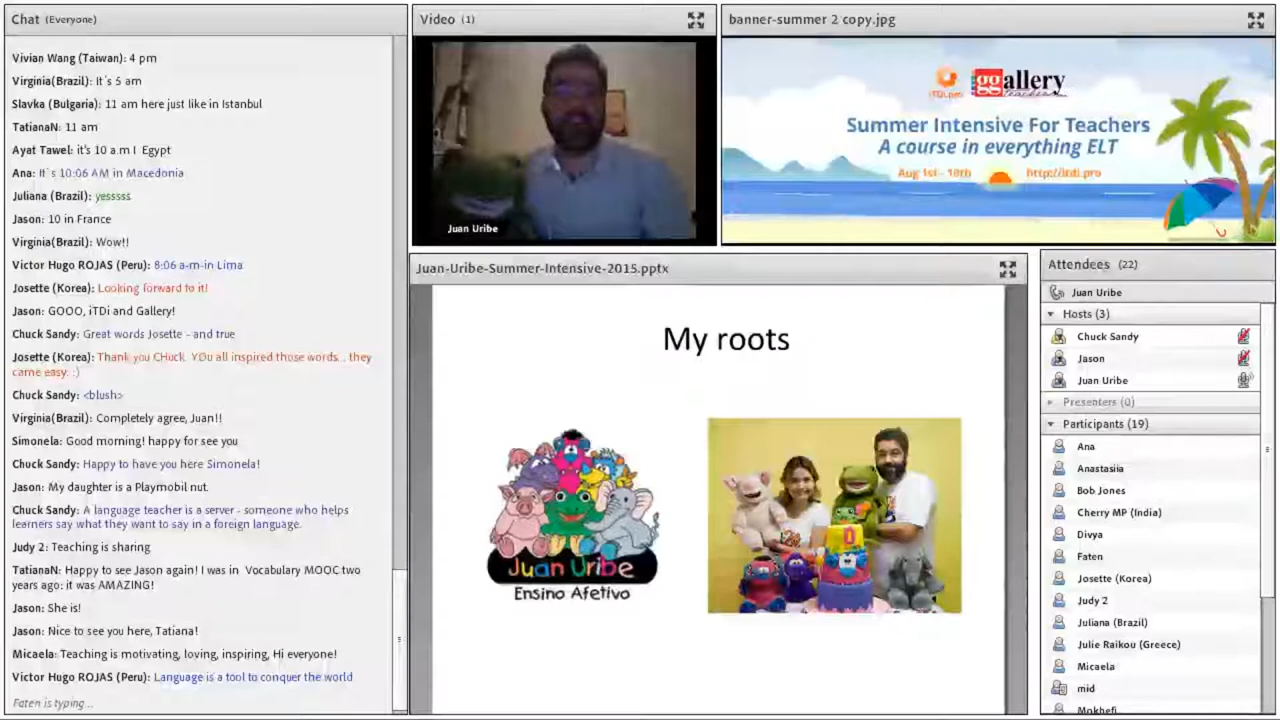 Chat (Everyone)
Vivian Wang (Taiwan): 4 pm
Virginia(Brazil): It's 5 am
Slavka (Bulgaria): 11 am here just like in Istanbul
TatianaN: 11 am
Ayat Tawel: it's 10 a.m I Egypt
Ana: It`s 10:06 AM in Macedonia
Juliana (Brazil): yesssss
Jason: 10 in France
Virginia(Brazil): Wow!!
Victor Hugo ROJAS (Peru): 8:06 a-m-in Lima
Josette (Korea): Looking forward to it!
Jason: GOOO, iTDi and Gallery!
Chuck Sandy: Great words Josette - and true
Josette (Korea): Thank you CHuck. YOu all inspired those words... they
came easy. :)
Chuck Sandy: <blush>
Virginia(Brazil): Completely agree, Juan!!
Simonela: Good morning! happy for see you
Chuck Sandy: Happy to have you here Simonela!
Jason: My daughter is a Playmobil nut.
Chuck Sandy: A language teacher is a server - someone who helps
learners say what they want to say in a foreign language.
Judy 2: Teaching is sharing
TatianaN: Happy to see Jason again! I was in Vocabulary MOOC two
years ago: it was AMAZING!
Jason: She is!
Jason: Nice to see you here, Tatiana!
Micaela: Teaching is motivating, loving, inspiring, Hi everyone!
Victor Hugo ROJAS (Peru): Language is a tool to conquer the world
Faten is typing...
Video (1)
Juan Uribe
banner-summer 2 copy.jpg
iTDi.pro
ggallery
teachers
Summer Intensive For Teachers
A course in everything ELT
Aug 1st - 18th http://itdi.pro
Juan-Uribe-Summer-Intensive-2015.pptx
My roots
Juan Uribe
Ensino Afetivo
Attendees (22)
Juan Uribe
Hosts (3)
Chuck Sandy
Jason
Juan Uribe
Presenters (0)
Participants (19)
Ana
Anastasiia
Bob Jones
Cherry MP (India)
Divya
Faten
Josette (Korea)
Judy 2
Juliana (Brazil)
Julie Raikou (Greece)
Micaela
mid
Mokhefi